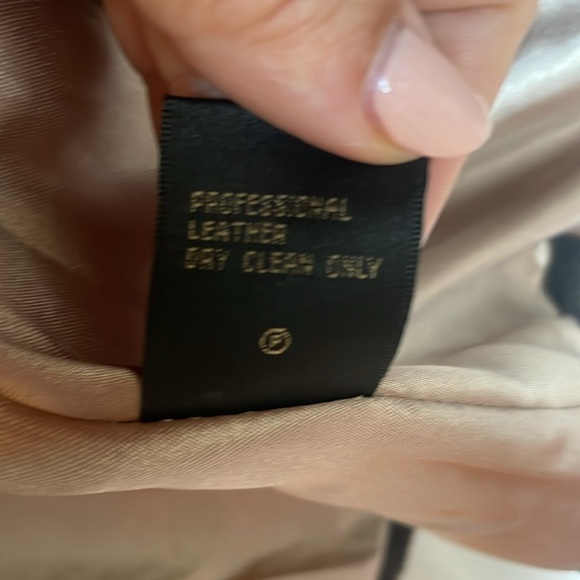 PROFESSIONAL
LEATHER
DRY CLEAN ONLY
F